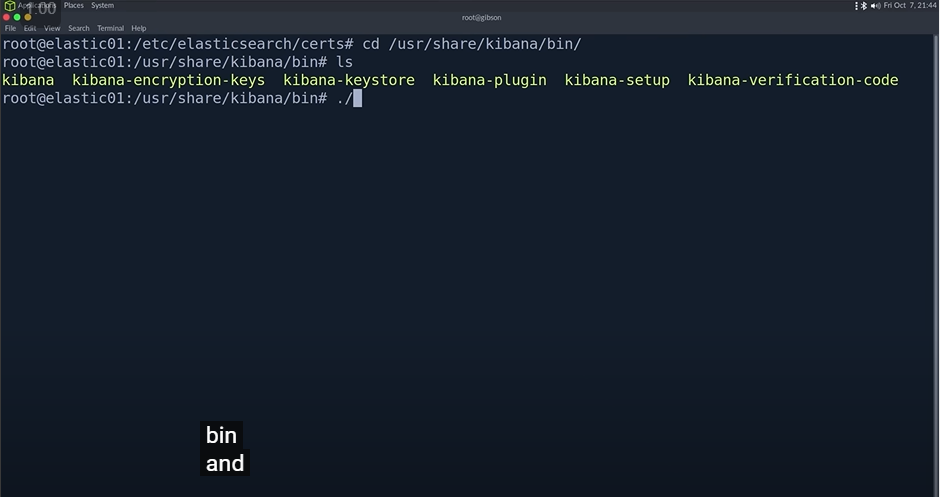 Applications Places System
1.00
Fri Oct 7, 21:44
root@gibson
File Edit View Search Terminal Help
root@elastic01:/etc/elasticsearch/certs# cd /usr/share/kibana/bin/
root@elastic01:/usr/share/kibana/bin# ls
kibana kibana-encryption-keys kibana-keystore kibana-plugin kibana-setup kibana-verification-code
root@elastic01:/usr/share/kibana/bin# ./
bin
and